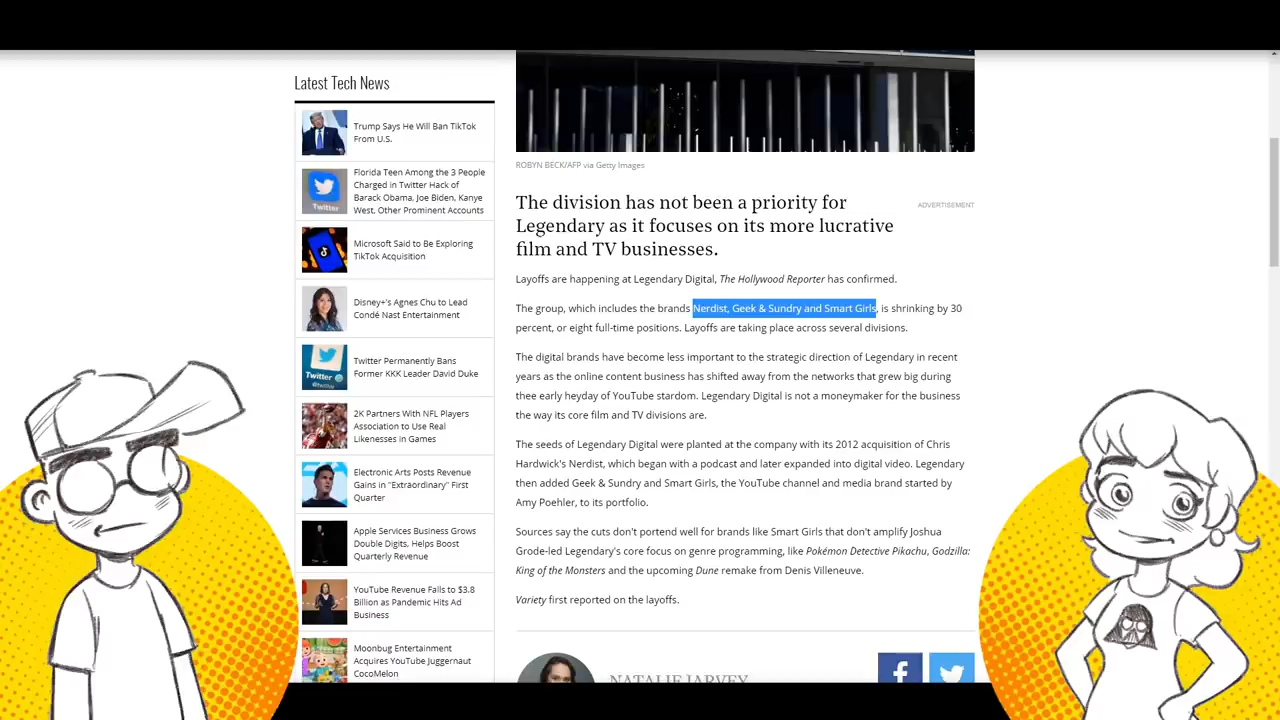 Latest Tech News
Trump Says He Will Ban TikTok
From U.S.
Florida Teen Among the 3 People
Charged in Twitter Hack of
Barack Obama, Joe Biden, Kanye
West, Other Prominent Accounts
Twitter
Microsoft Said to Be Exploring
TikTok Acquisition
Disney+'s Agnes Chu to Lead
Condé Nast Entertainment
Twitter Permanently Bans
Former KKK Leader David Duke
Twitter
2K Partners With NFL Players
Association to Use Real
Likenesses in Games
Electronic Arts Posts Revenue
Gains in "Extraordinary" First
Quarter
Apple Services Business Grows
Double Digits, Helps Boost
Quarterly Revenue
YouTube Revenue Falls to $3.8
Billion as Pandemic Hits Ad
Business
Moonbug Entertainment
Acquires YouTube Juggernaut
CocoMelon
ROBYN BECK/AFP via Getty Images
The division has not been a priority for
Legendary as it focuses on its more lucrative
film and TV businesses.
ADVERTISEMENT
Layoffs are happening at Legendary Digital, The Hollywood Reporter has confirmed.
The group, which includes the brands Nerdist, Geek & Sundry and Smart Girls, is shrinking by 30
percent, or eight full-time positions. Layoffs are taking place across several divisions.
The digital brands have become less important to the strategic direction of Legendary in recent
years as the online content business has shifted away from the networks that grew big during
thee early heyday of YouTube stardom. Legendary Digital is not a moneymaker for the business
the way its core film and TV divisions are.
The seeds of Legendary Digital were planted at the company with its 2012 acquisition of Chris
Hardwick's Nerdist, which began with a podcast and later expanded into digital video. Legendary
then added Geek & Sundry and Smart Girls, the YouTube channel and media brand started by
Amy Poehler, to its portfolio.
Sources say the cuts don't portend well for brands like Smart Girls that don't amplify Joshua
Grode-led Legendary's core focus on genre programming, like Pokémon Detective Pikachu, Godzilla:
King of the Monsters and the upcoming Dune remake from Denis Villeneuve.
Variety first reported on the layoffs.
NATALIE JARVEY